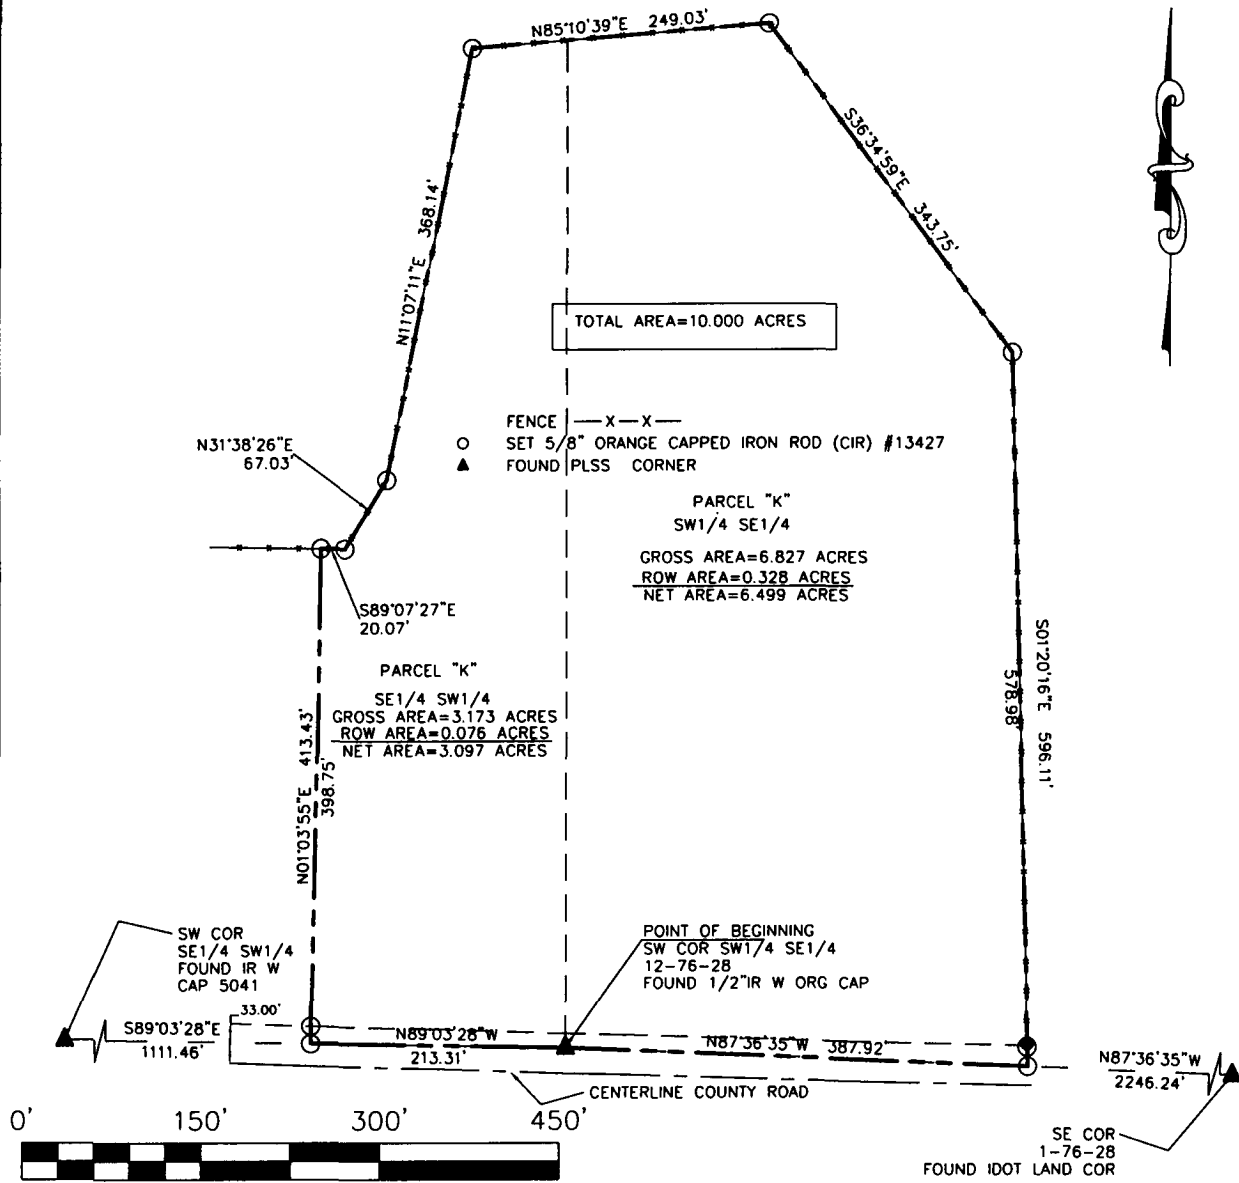 N85°10'39"E 249.03'
S36°34'59"E 343.75'
N11°07'11"E 368.14'
TOTAL AREA=10.000 ACRES
FENCE —X—X—
SET 5/8" ORANGE CAPPED IRON ROD (CIR) #13427
FOUND PLSS CORNER
N31°38'26"E
67.03'
PARCEL "K"
SW1/4 SE1/4
GROSS AREA=6.827 ACRES
ROW AREA=0.328 ACRES
NET AREA=6.499 ACRES
S89°07'27"E
20.07'
PARCEL "K"
SE1/4 SW1/4
GROSS AREA=3.173 ACRES
ROW AREA=0.076 ACRES
NET AREA=3.097 ACRES
S01°20'16"E 596.11'
578.98'
N01°03'55"E 413.43'
398.75'
SW COR
SE1/4 SW1/4
FOUND IR W
CAP 5041
POINT OF BEGINNING
SW COR SW1/4 SE1/4
12-76-28
FOUND 1/2"IR W ORG CAP
33.00'
S89°03'28"E
1111.46'
N89°03'28"W
213.31'
N87°36'35"W 387.92'
N87°36'35"W
2246.24'
CENTERLINE COUNTY ROAD
0' 150' 300' 450'
SE COR
1-76-28
FOUND IDOT LAND COR